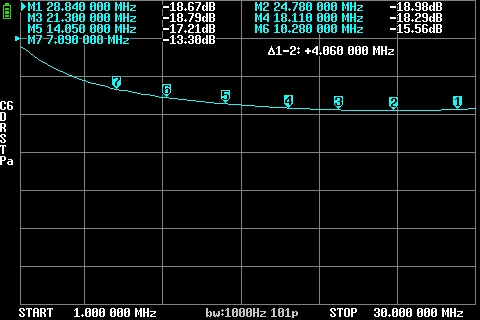 M1 28.840 000 MHz -18.67dB M2 24.780 000 MHz -18.98dB
M3 21.300 000 MHz -18.79dB M4 18.110 000 MHz -18.29dB
M5 14.050 000 MHz -17.21dB M6 10.280 000 MHz -15.56dB
M7 7.090 000 MHz -13.30dB
Δ1-2: +4.060 000 MHz
7
6
5
4
3
2
1
C6
D
R
S
T
Pa
START 1.000 000 MHz bw:1000Hz 101p STOP 30.000 000 MHz